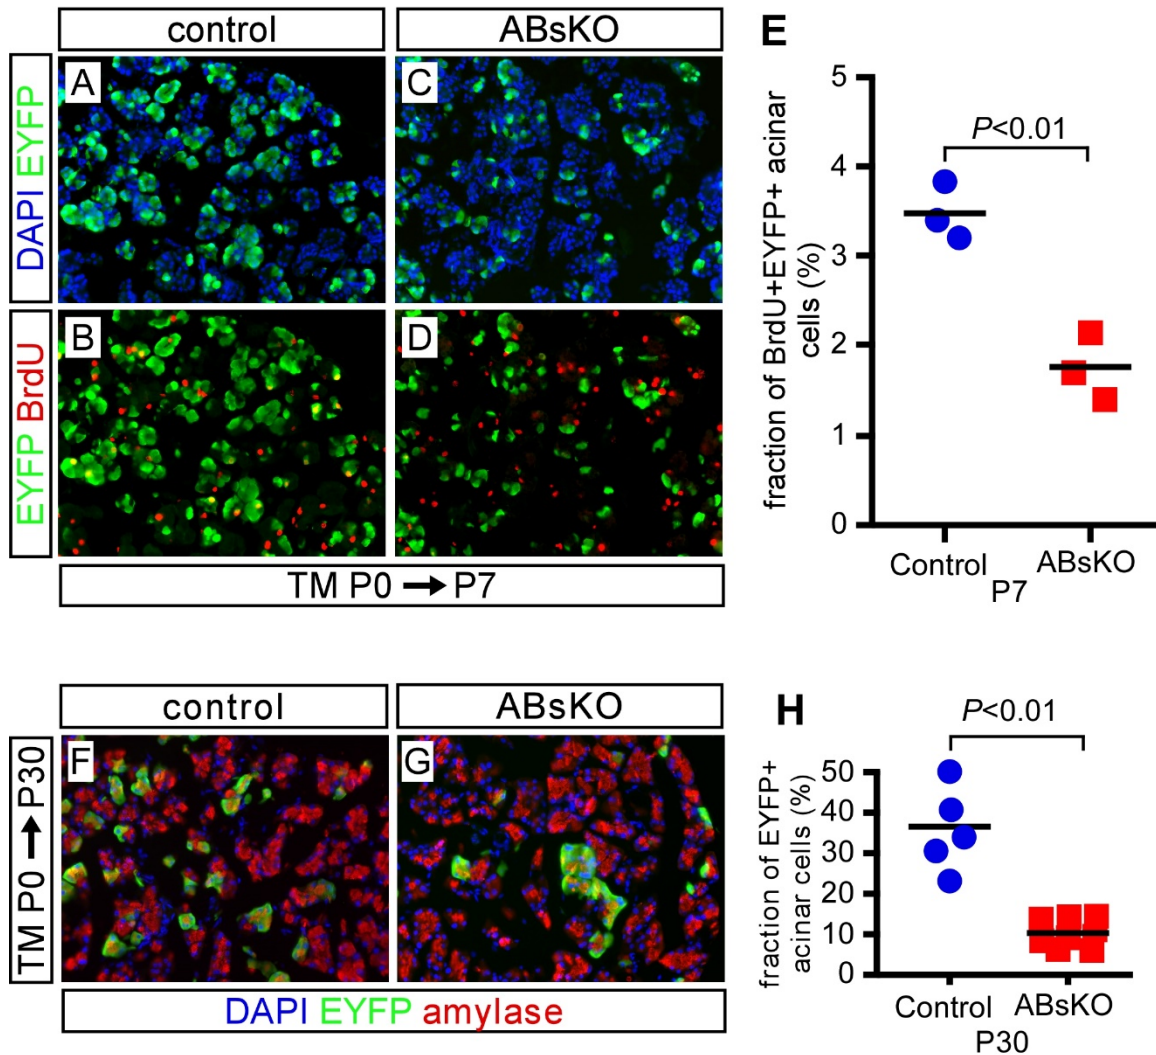 control
ABsKO
DAPI EYFP
A
C
EYFP BrdU
B
D
TM P0 → P7
E
fraction of BrdU+EYFP+ acinar
cells (%)
5
4
3
2
1
0
P<0.01
Control
ABsKO
P7
control
ABsKO
TM P0 → P30
F
G
DAPI EYFP amylase
H
fraction of EYFP+
acinar cells (%)
50
40
30
20
10
0
P<0.01
Control
ABsKO
P30